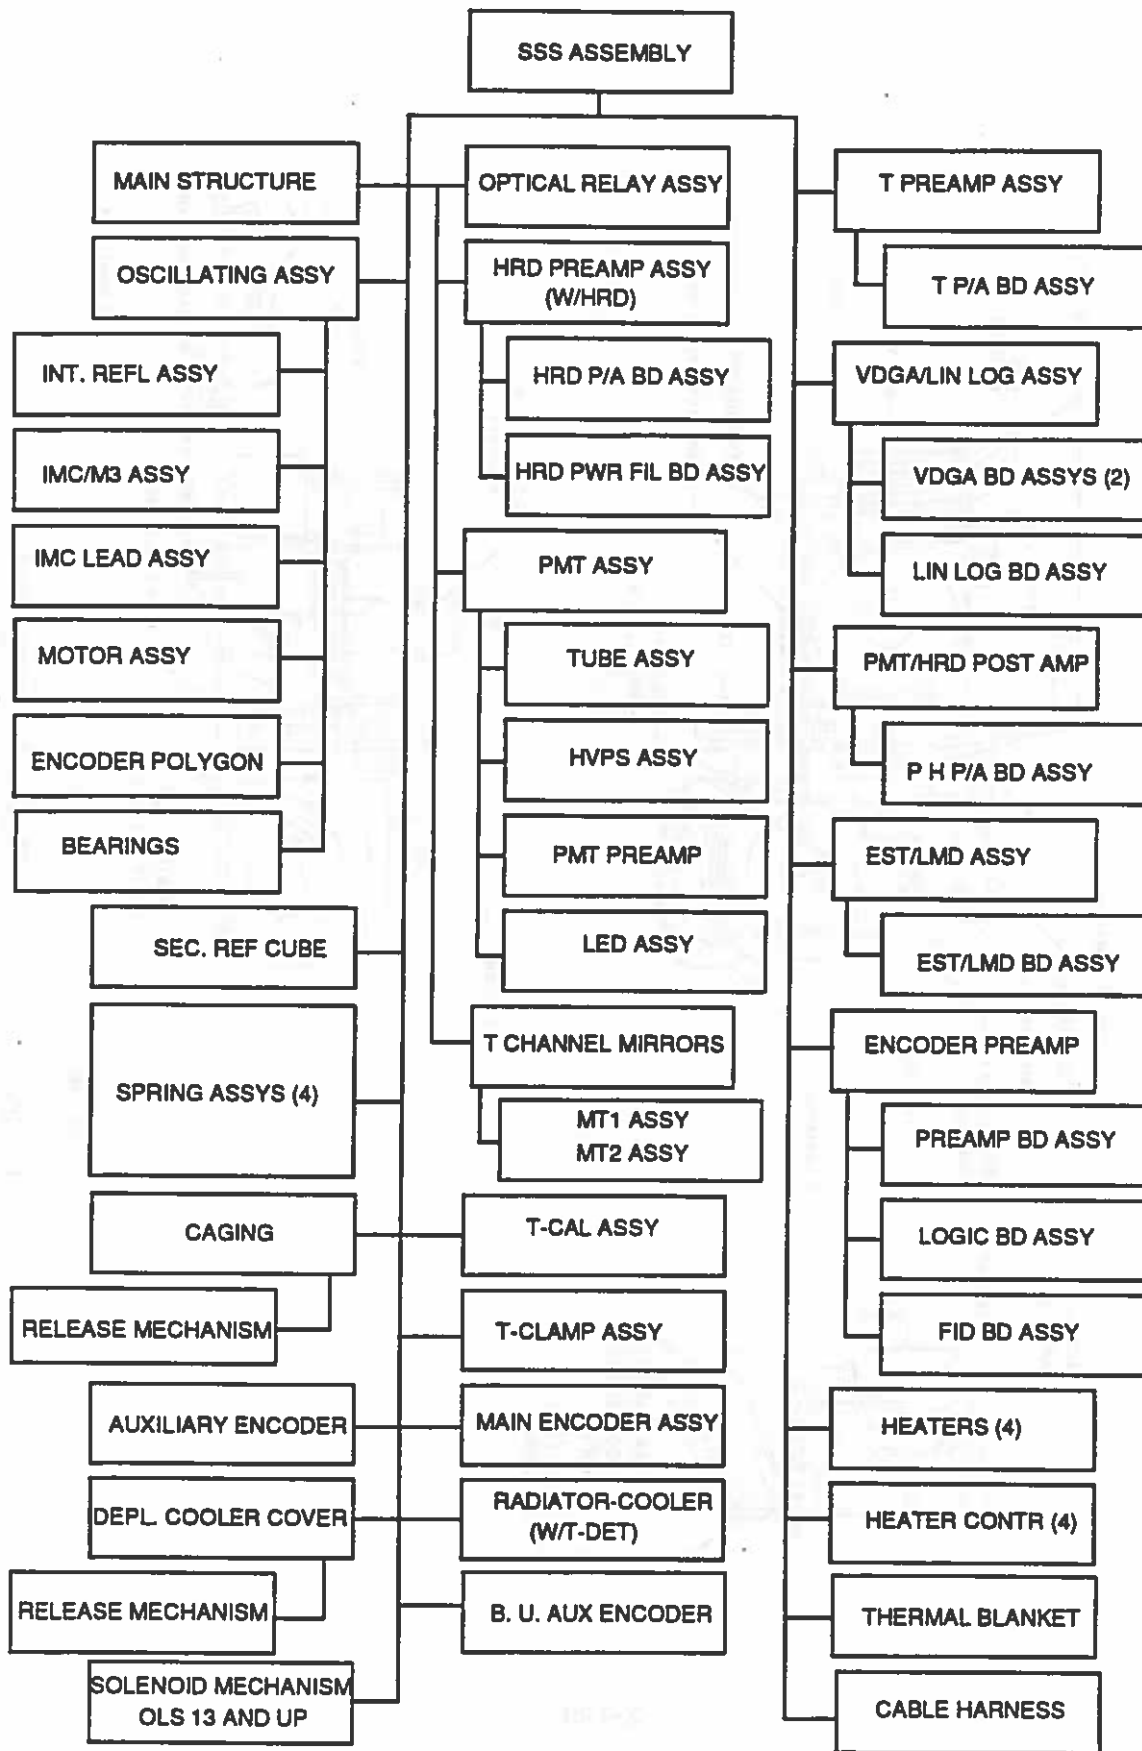 SSS ASSEMBLY
MAIN STRUCTURE
OSCILLATING ASSY
INT. REFL ASSY
IMC/M3 ASSY
IMC LEAD ASSY
MOTOR ASSY
ENCODER POLYGON
BEARINGS
SEC. REF CUBE
SPRING ASSYS (4)
CAGING
RELEASE MECHANISM
AUXILIARY ENCODER
DEPL. COOLER COVER
RELEASE MECHANISM
SOLENOID MECHANISM
OLS 13 AND UP
OPTICAL RELAY ASSY
HRD PREAMP ASSY
(W/HRD)
HRD P/A BD ASSY
HRD PWR FIL BD ASSY
PMT ASSY
TUBE ASSY
HVPS ASSY
PMT PREAMP
LED ASSY
T CHANNEL MIRRORS
MT1 ASSY
MT2 ASSY
T-CAL ASSY
T-CLAMP ASSY
MAIN ENCODER ASSY
RADIATOR-COOLER
(W/T-DET)
B. U. AUX ENCODER
T PREAMP ASSY
T P/A BD ASSY
VDGA/LIN LOG ASSY
VDGA BD ASSYS (2)
LIN LOG BD ASSY
PMT/HRD POST AMP
P H P/A BD ASSY
EST/LMD ASSY
EST/LMD BD ASSY
ENCODER PREAMP
PREAMP BD ASSY
LOGIC BD ASSY
FID BD ASSY
HEATERS (4)
HEATER CONTR (4)
THERMAL BLANKET
CABLE HARNESS